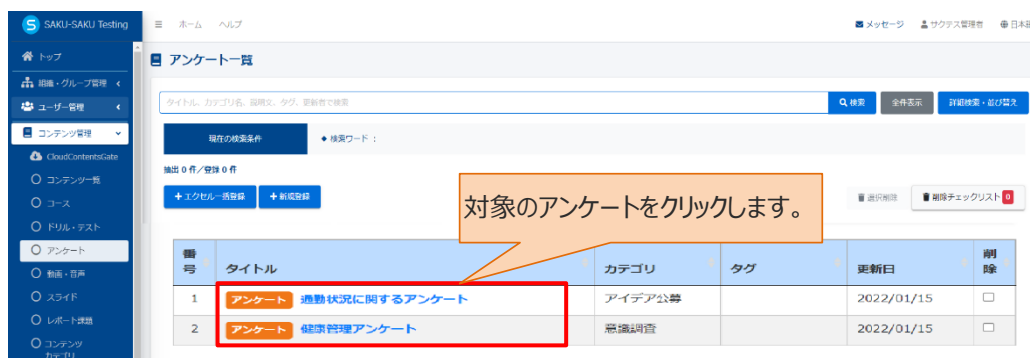 SAKU-SAKU Testing
ホーム ヘルプ
メッセージ サクテス管理者 日本語
トップ
組織・グループ管理
ユーザー管理
コンテンツ管理
CloudContentsGate
コンテンツ一覧
コース
ドリル・テスト
アンケート
動画・音声
スライド
レポート課題
コンテンツ
カテゴリ
アンケート一覧
タイトル、カテゴリ名、説明文、タグ、更新者で検索
検索 全件表示 詳細検索・並び替え
現在の検索条件 ◆ 検索ワード :
抽出 0 件/登録 0 件
+ エクセル一括登録 + 新規登録
選択削除 削除チェックリスト 0
対象のアンケートをクリックします。
番号 タイトル カテゴリ タグ 更新日 削除
1 アンケート 通勤状況に関するアンケート アイデア公募 2022/01/15
2 アンケート 健康管理アンケート 意識調査 2022/01/15